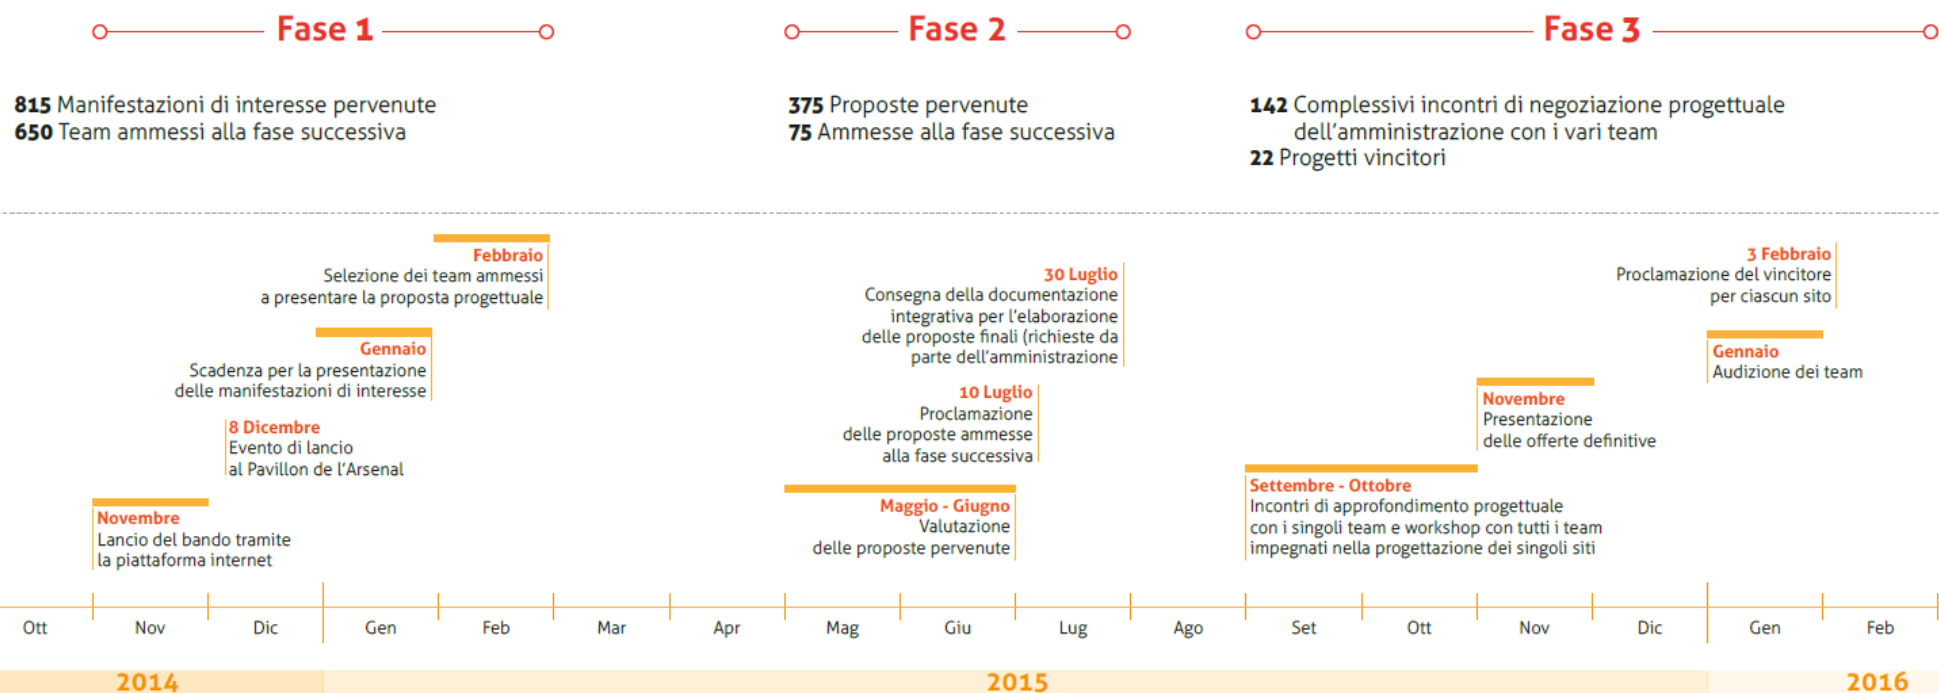 Fase 1
815 Manifestazioni di interesse pervenute
650 Team ammessi alla fase successiva
Fase 2
375 Proposte pervenute
75 Ammesse alla fase successiva
Fase 3
142 Complessivi incontri di negoziazione progettuale
dell'amministrazione con i vari team
22 Progetti vincitori
Febbraio
Selezione dei team ammessi
a presentare la proposta progettuale
Gennaio
Scadenza per la presentazione
delle manifestazioni di interesse
8 Dicembre
Evento di lancio
al Pavillon de l'Arsenal
Novembre
Lancio del bando tramite
la piattaforma internet
30 Luglio
Consegna della documentazione
integrativa per l'elaborazione
delle proposte finali (richieste da
parte dell'amministrazione
10 Luglio
Proclamazione
delle proposte ammesse
alla fase successiva
Maggio - Giugno
Valutazione
delle proposte pervenute
3 Febbraio
Proclamazione del vincitore
per ciascun sito
Gennaio
Audizione dei team
Novembre
Presentazione
delle offerte definitive
Settembre - Ottobre
Incontri di approfondimento progettuale
con i singoli team e workshop con tutti i team
impegnati nella progettazione dei singoli siti
Ott Nov Dic Gen Feb Mar Apr Mag Giu Lug Ago Set Ott Nov Dic Gen Feb
2014 2015 2016